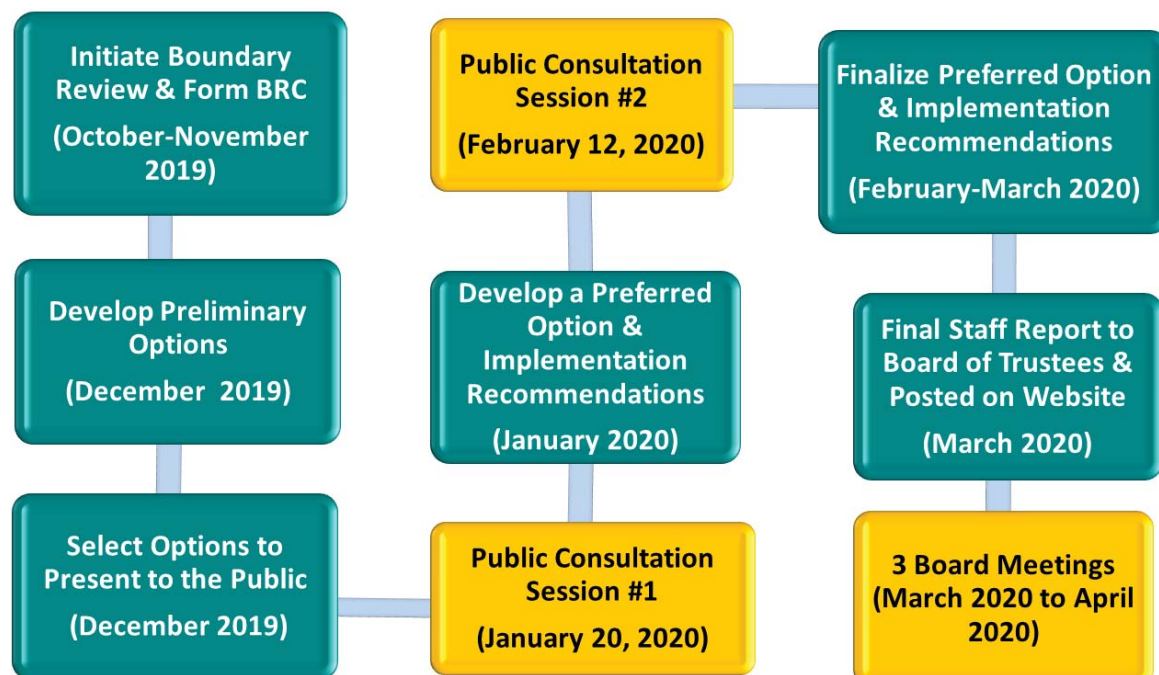 Initiate Boundary
Review & Form BRC
(October-November
2019)
Develop Preliminary
Options
(December 2019)
Select Options to
Present to the Public
(December 2019)
Public Consultation
Session #1
(January 20, 2020)
Develop a Preferred
Option &
Implementation
Recommendations
(January 2020)
Public Consultation
Session #2
(February 12, 2020)
Finalize Preferred Option
& Implementation
Recommendations
(February-March 2020)
Final Staff Report to
Board of Trustees &
Posted on Website
(March 2020)
3 Board Meetings
(March 2020 to April
2020)